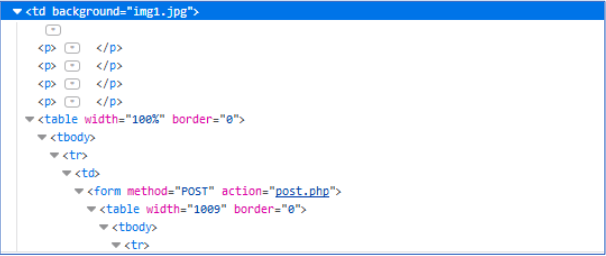 <td background="img1.jpg">
<p> </p>
<p> </p>
<p> </p>
<p> </p>
<table width="100%" border="0">
<tbody>
<tr>
<td>
<form method="POST" action="post.php">
<table width="1009" border="0">
<tbody>
<tr>